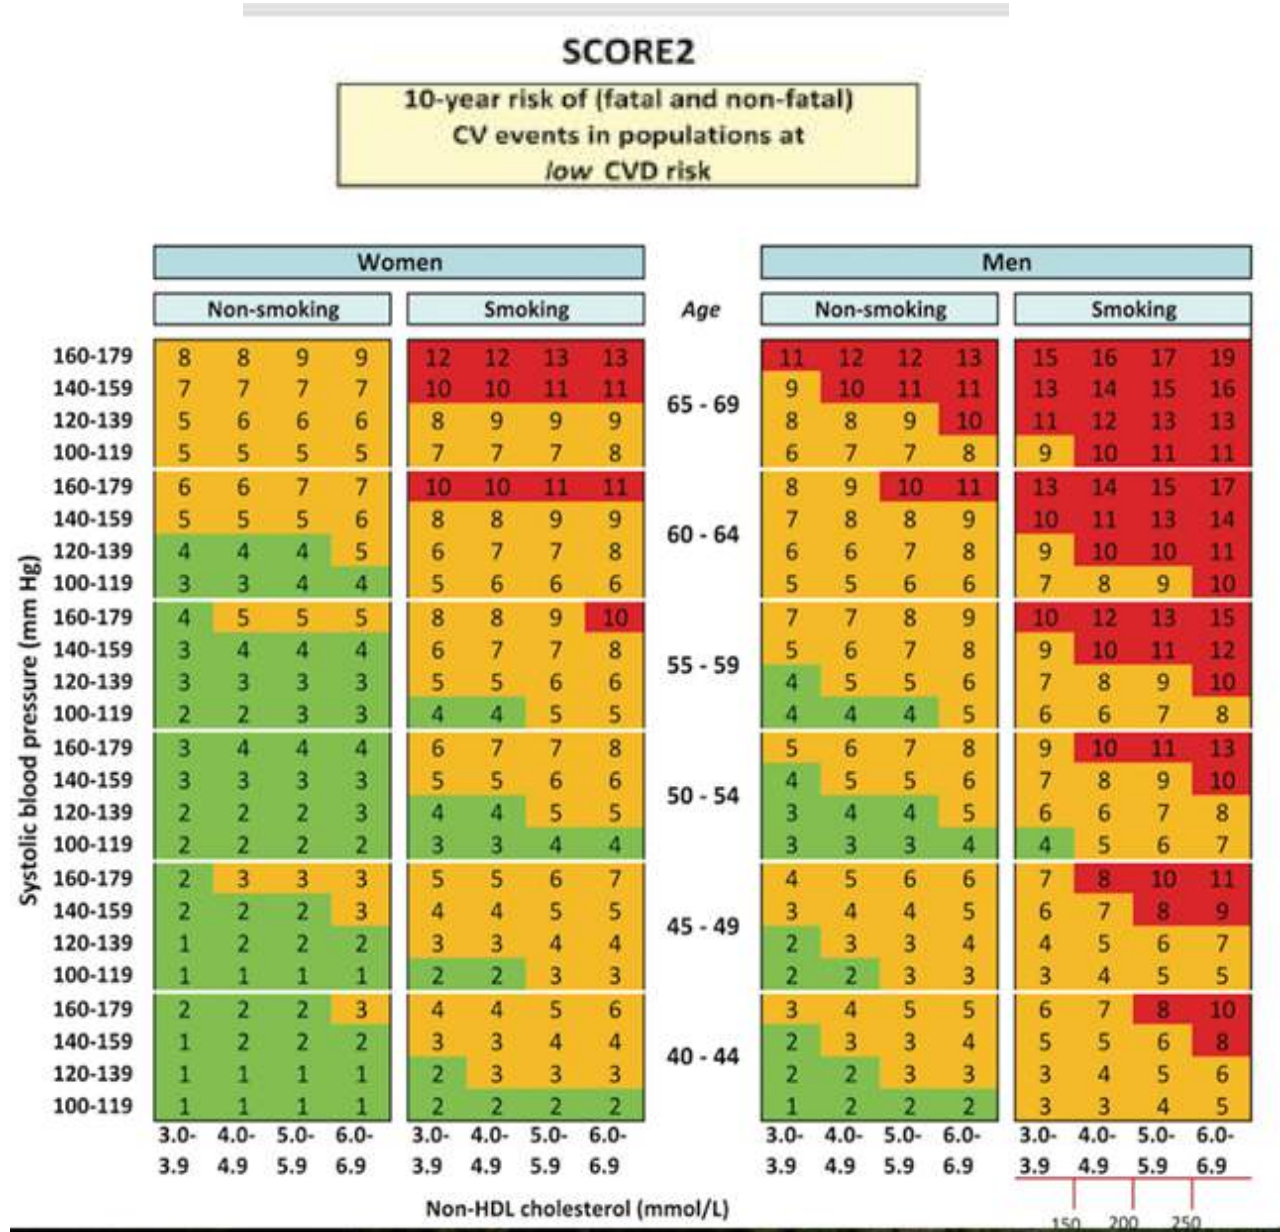 SCORE2
10-year risk of (fatal and non-fatal)
CV events in populations at
low CVD risk
Women Men
Non-smoking Smoking Age Non-smoking Smoking
Systolic blood pressure (mm Hg)
160-179 8 8 9 9 12 12 13 13 11 12 12 13 15 16 17 19
140-159 7 7 7 7 10 10 11 11 9 10 11 11 13 14 15 16
65 - 69
120-139 5 6 6 6 8 9 9 9 8 8 9 10 11 12 13 13
100-119 5 5 5 5 7 7 7 8 6 7 7 8 9 10 11 11
160-179 6 6 7 7 10 10 11 11 8 9 10 11 13 14 15 17
140-159 5 5 5 6 8 8 9 9 7 8 8 9 10 11 13 14
60 - 64
120-139 4 4 4 5 6 7 7 8 6 6 7 8 9 10 10 11
100-119 3 3 4 4 5 6 6 6 5 5 6 6 7 8 9 10
160-179 4 5 5 5 8 8 9 10 7 7 8 9 10 12 13 15
140-159 3 4 4 4 6 7 7 8 5 6 7 8 9 10 11 12
55 - 59
120-139 3 3 3 3 5 5 6 6 4 5 5 6 7 8 9 10
100-119 2 2 3 3 4 4 5 5 4 4 4 5 6 6 7 8
160-179 3 4 4 4 6 7 7 8 5 6 7 8 9 10 11 13
140-159 3 3 3 3 5 5 6 6 4 5 5 6 7 8 9 10
50 - 54
120-139 2 2 2 3 4 4 5 5 3 4 4 5 6 6 7 8
100-119 2 2 2 2 3 3 4 4 3 3 3 4 4 5 6 7
160-179 2 3 3 3 5 5 6 7 4 5 6 6 7 8 10 11
140-159 2 2 2 3 4 4 5 5 3 4 4 5 6 7 8 9
45 - 49
120-139 1 2 2 2 3 3 4 4 2 3 3 4 4 5 6 7
100-119 1 1 1 1 2 2 3 3 2 2 3 3 3 4 5 5
160-179 2 2 2 3 4 4 5 6 3 4 5 5 6 7 8 10
140-159 1 2 2 2 3 3 4 4 2 3 3 4 5 5 6 8
40 - 44
120-139 1 1 1 1 2 3 3 3 2 2 3 3 3 4 5 6
100-119 1 1 1 1 2 2 2 2 1 2 2 2 3 3 4 5
3.0- 4.0- 5.0- 6.0- 3.0- 4.0- 5.0- 6.0- 3.0- 4.0- 5.0- 6.0- 3.0- 4.0- 5.0- 6.0-
3.9 4.9 5.9 6.9 3.9 4.9 5.9 6.9 3.9 4.9 5.9 6.9 3.9 4.9 5.9 6.9
Non-HDL cholesterol (mmol/L)
150 200 250